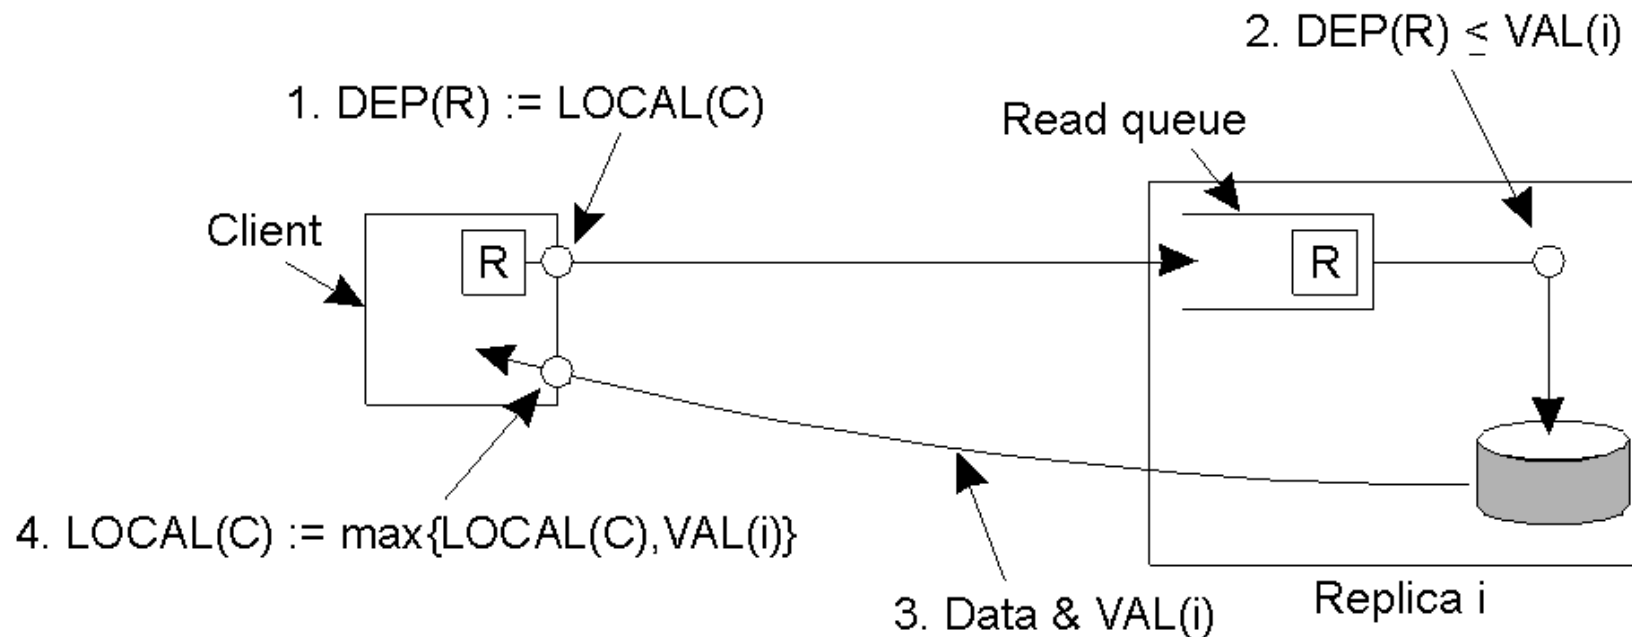 2. DEP(R) ≤ VAL(i)
1. DEP(R) := LOCAL(C)
Read queue
Client
R
R
4. LOCAL(C) := max{LOCAL(C),VAL(i)}
3. Data & VAL(i)
Replica i